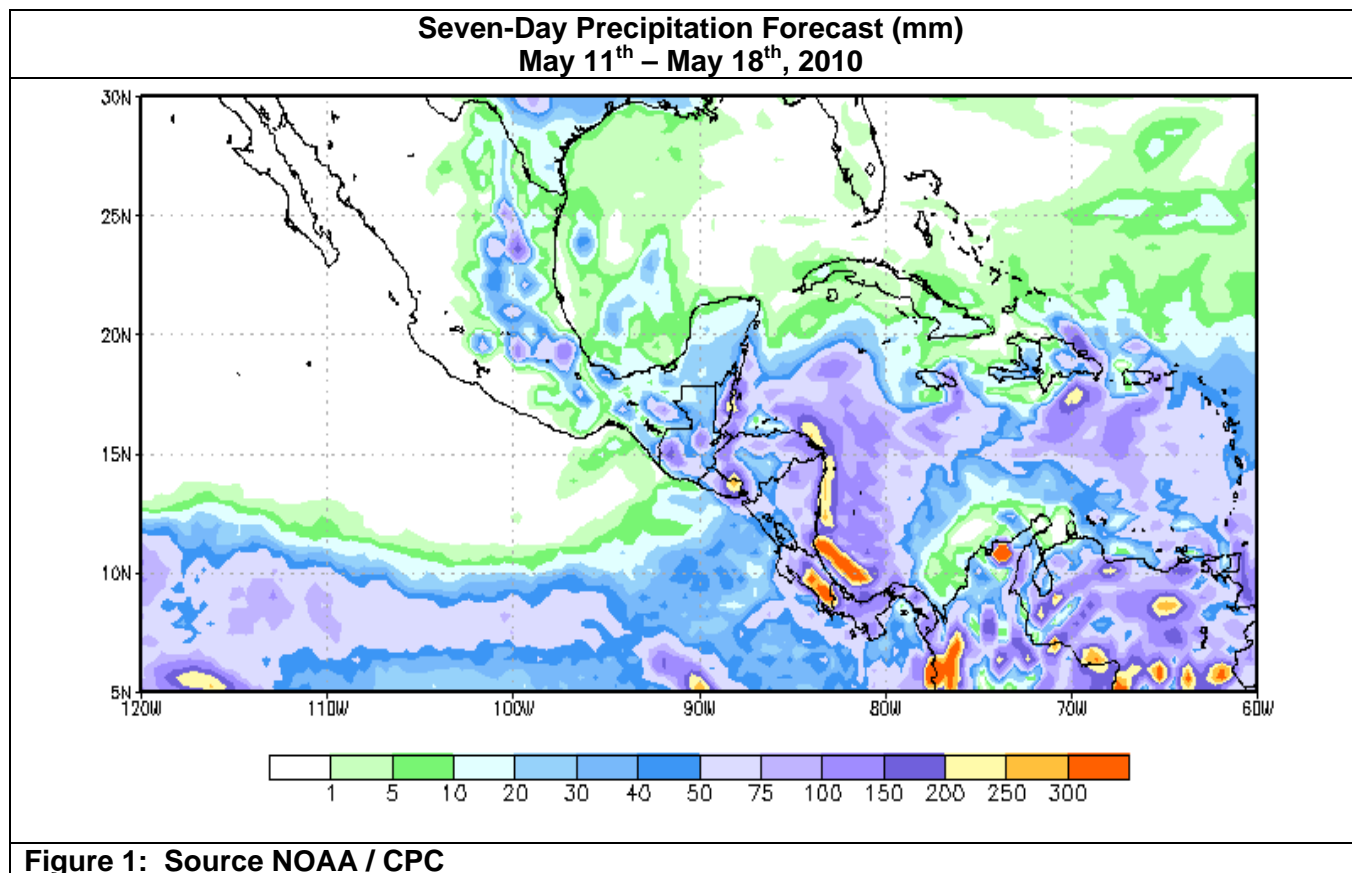 Seven-Day Precipitation Forecast (mm)
May 11th – May 18th, 2010
30N
25N
20N
15N
10N
5N
120W 110W 100W 90W 80W 70W 60W
1 5 10 20 30 40 50 75 100 150 200 250 300
Figure 1: Source NOAA / CPC